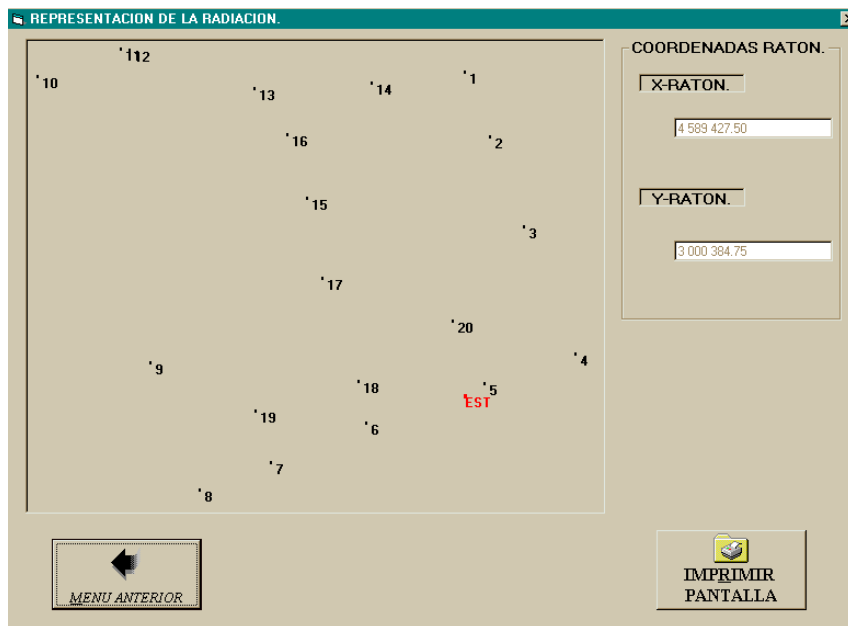 REPRESENTACION DE LA RADIACION.
COORDENADAS RATON.
11
12
1
10
14
13
X-RATON.
4 589 427.50
16
2
15
Y-RATON.
3
3 000 384.75
17
20
4
9
18
5
EST
19
6
7
8
MENU ANTERIOR
IMPRIMIR
PANTALLA